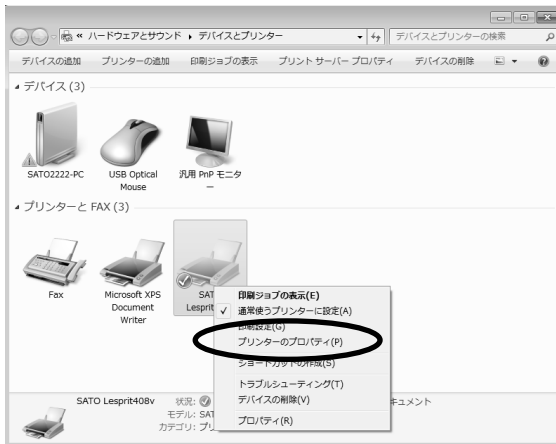 « ハードウェアとサウンド ▸ デバイスとプリンター
デバイスとプリンターの検索
デバイスの追加 プリンターの追加 印刷ジョブの表示 プリント サーバー プロパティ デバイスの削除
デバイス (3)
SATO2222-PC
USB Optical
Mouse
汎用 PnP モニタ
ー
プリンターと FAX (3)
Fax
Microsoft XPS
Document
Writer
SAT
Lesprit
印刷ジョブの表示(E)
✓ 通常使うプリンターに設定(A)
印刷設定(G)
プリンターのプロパティ(P)
ショートカットの作成(S)
トラブルシューティング(T)
デバイスの削除(V)
プロパティ(R)
SATO Lesprit408v 状況:
キュメント
モデル: SAT
カテゴリ: プリ